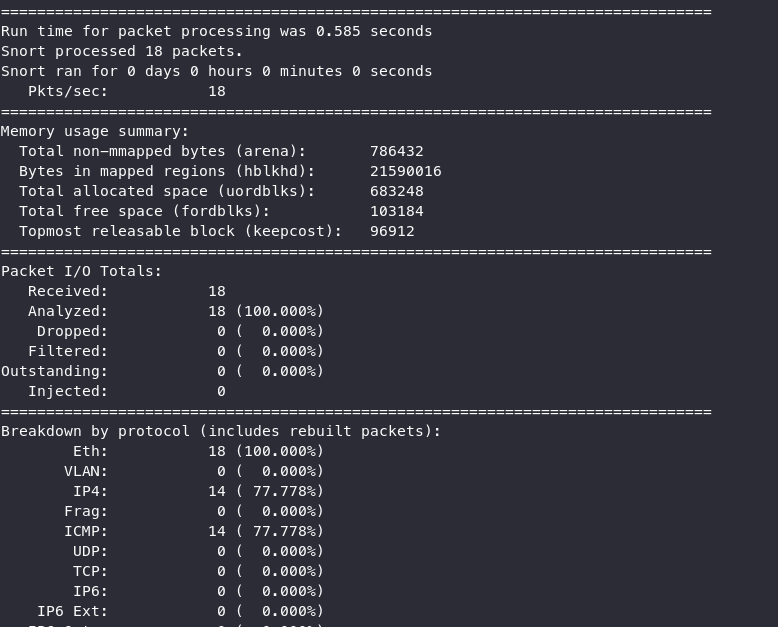 ===============================================================================
Run time for packet processing was 0.585 seconds
Snort processed 18 packets.
Snort ran for 0 days 0 hours 0 minutes 0 seconds
   Pkts/sec:           18
===============================================================================
Memory usage summary:
  Total non-mmapped bytes (arena):       786432
  Bytes in mapped regions (hblkhd):      21590016
  Total allocated space (uordblks):      683248
  Total free space (fordblks):           103184
  Topmost releasable block (keepcost):   96912
===============================================================================
Packet I/O Totals:
   Received:           18
   Analyzed:           18 (100.000%)
    Dropped:            0 (  0.000%)
   Filtered:            0 (  0.000%)
Outstanding:            0 (  0.000%)
   Injected:            0
===============================================================================
Breakdown by protocol (includes rebuilt packets):
        Eth:           18 (100.000%)
       VLAN:            0 (  0.000%)
        IP4:           14 ( 77.778%)
       Frag:            0 (  0.000%)
       ICMP:           14 ( 77.778%)
        UDP:            0 (  0.000%)
        TCP:            0 (  0.000%)
        IP6:            0 (  0.000%)
    IP6 Ext:            0 (  0.000%)